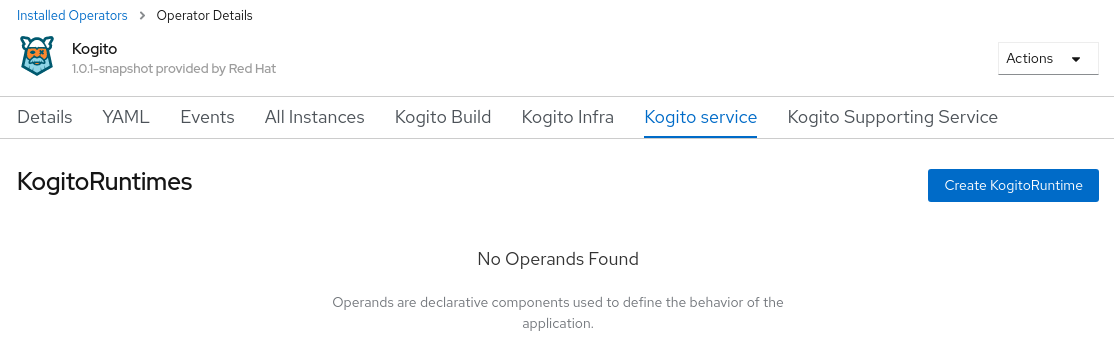 Installed Operators > Operator Details
Kogito
1.0.1-snapshot provided by Red Hat
Actions
Details YAML Events All Instances Kogito Build Kogito Infra Kogito service Kogito Supporting Service
KogitoRuntimes
Create KogitoRuntime
No Operands Found
Operands are declarative components used to define the behavior of the
application.